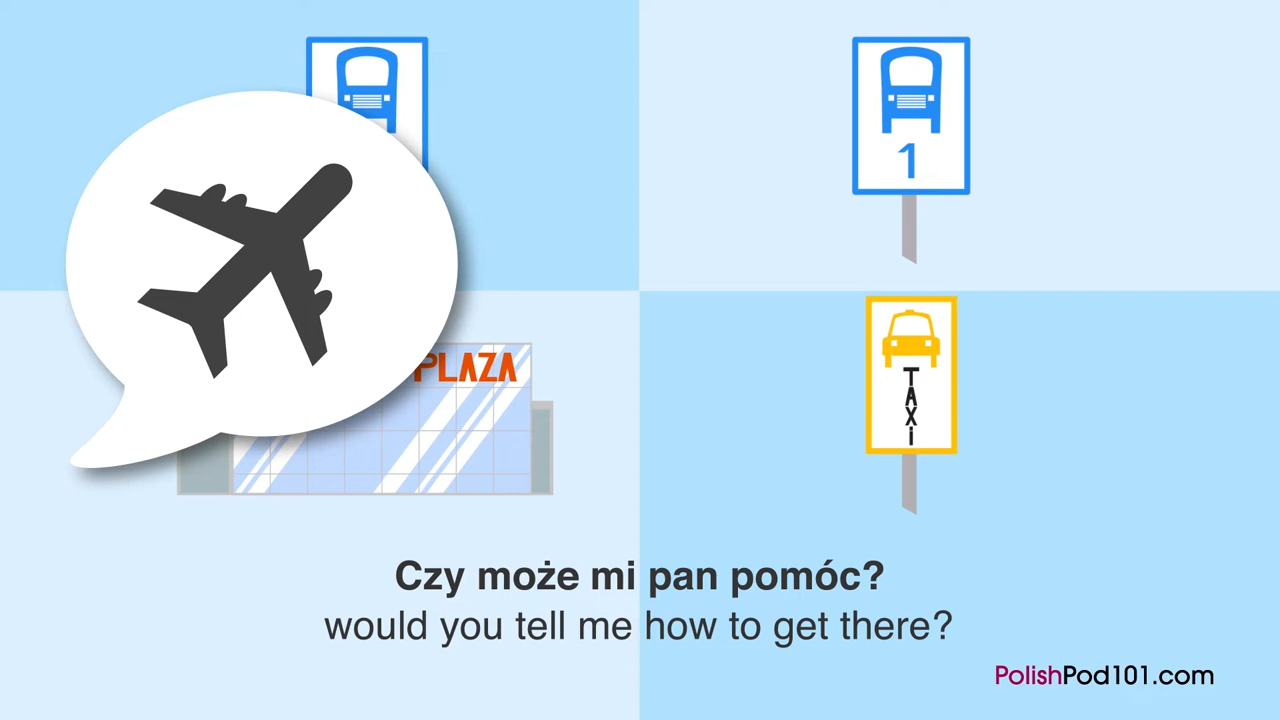 1
PLAZA
TAXi
Czy może mi pan pomóc?
would you tell me how to get there?
PolishPod101.com